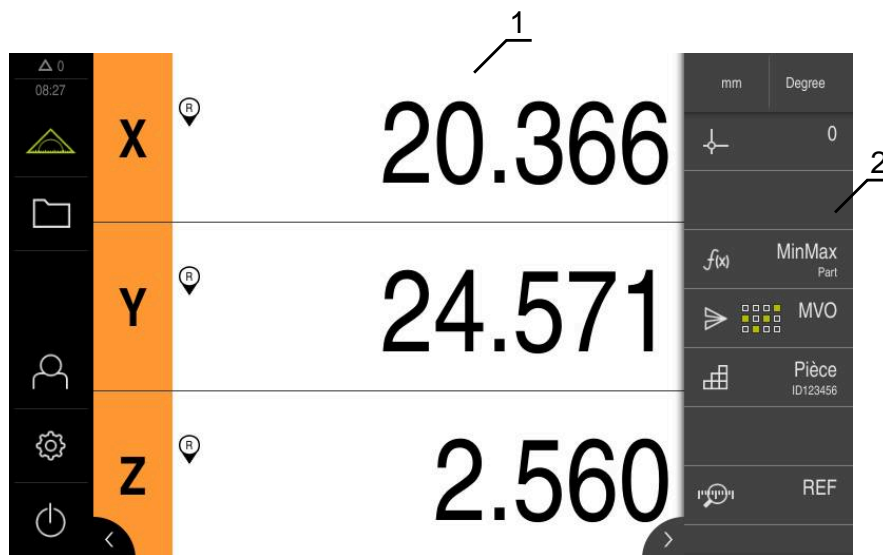 1
0
08:27
X
R
20.366
mm
Degree
0
2
MinMax
Part
f(x)
Y
R
24.571
MVO
Pièce
ID123456
Z
R
2.560
REF